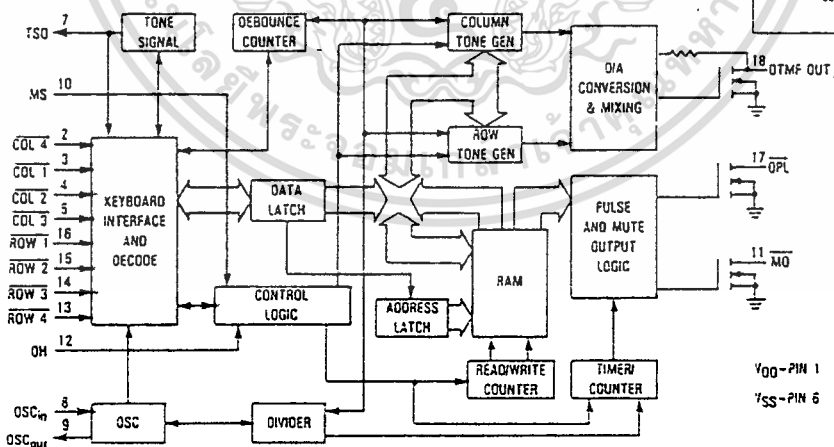 7
TSO
TONE
SIGNAL
DEBOUNCE
COUNTER
COLUMN
TONE GEN
D/A
CONVERSION
& MIXING
18
DTMF OUT
10
MS
2
COL 4
3
COL 1
4
COL 2
5
COL 3
16
ROW 1
15
ROW 2
14
ROW 3
13
ROW 4
KEYBOARD
INTERFACE
AND
DECODE
ROW
TONE GEN
DATA
LATCH
17
OPL
PULSE
AND MUTE
OUTPUT
LOGIC
11
MO
RAM
CONTROL
LOGIC
ADDRESS
LATCH
12
OH
READ/WRITE
COUNTER
TIMER/
COUNTER
VDD-PIN 1
VSS-PIN 6
8
OSCin
9
OSCout
OSC
DIVIDER